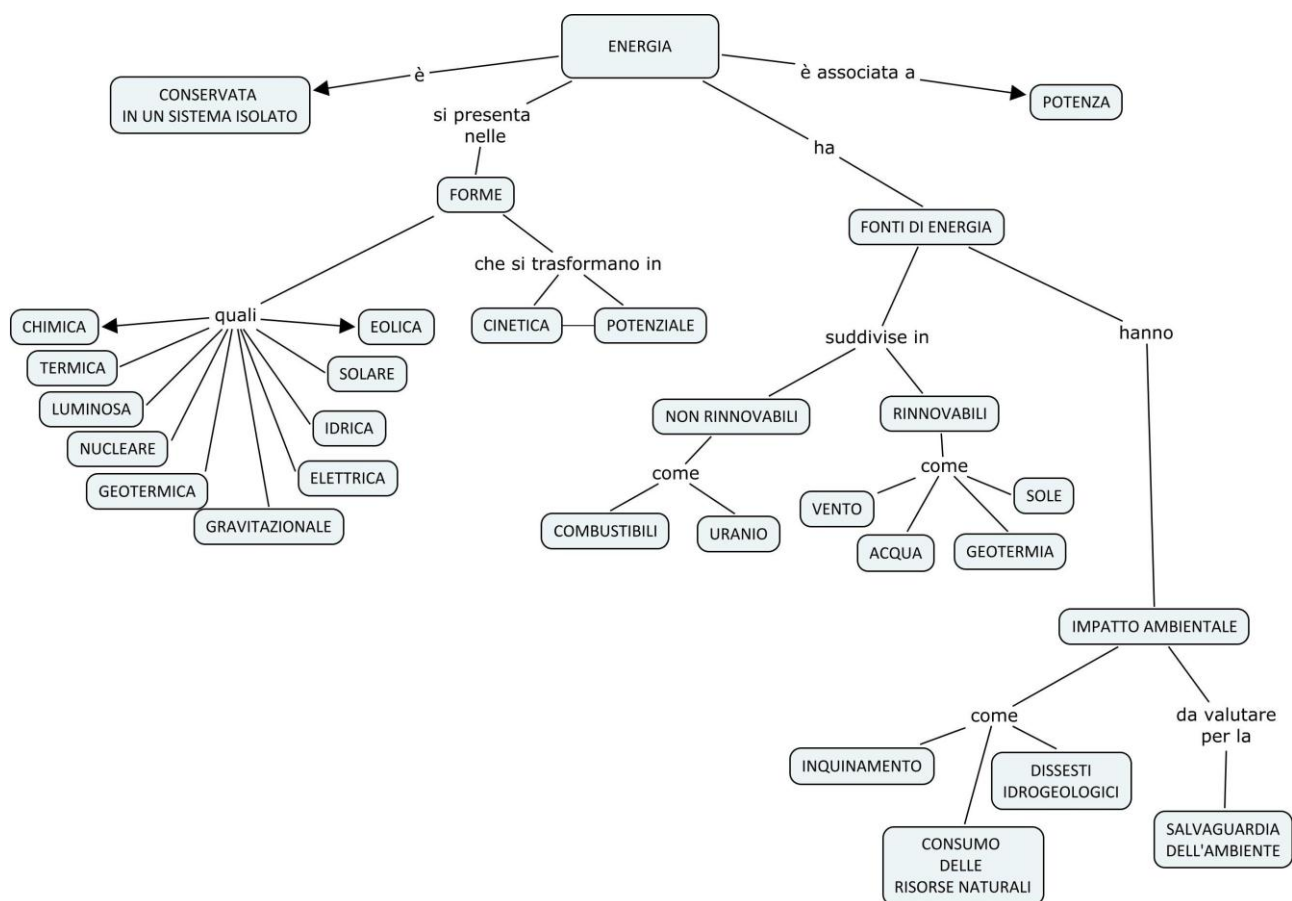 ENERGIA
è
è associata a
CONSERVATA
IN UN SISTEMA ISOLATO
POTENZA
si presenta
nelle
ha
FORME
FONTI DI ENERGIA
che si trasformano in
quali
CHIMICA
EOLICA
CINETICA
POTENZIALE
suddivise in
hanno
TERMICA
SOLARE
LUMINOSA
NON RINNOVABILI
RINNOVABILI
IDRICA
NUCLEARE
come
come
GEOTERMICA
ELETTRICA
SOLE
VENTO
GRAVITAZIONALE
COMBUSTIBILI
URANIO
ACQUA
GEOTERMIA
IMPATTO AMBIENTALE
come
da valutare
per la
INQUINAMENTO
DISSESTI
IDROGEOLOGICI
CONSUMO
DELLE
RISORSE NATURALI
SALVAGUARDIA
DELL'AMBIENTE